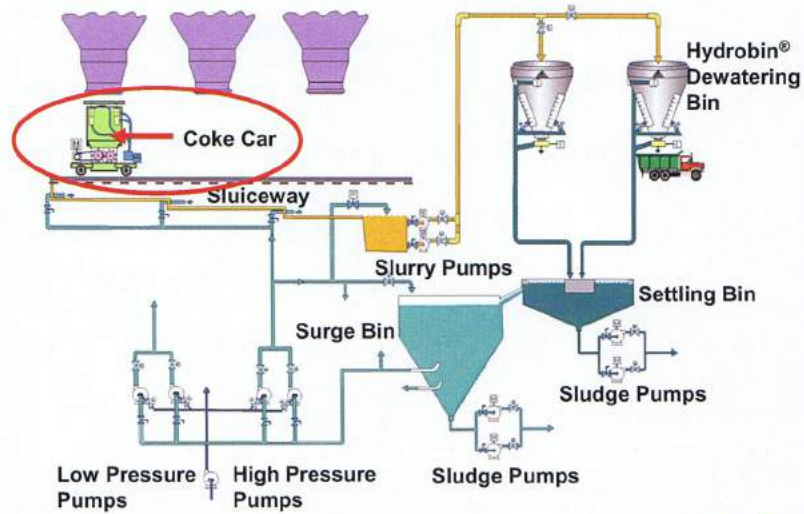 Hydrobin®
Dewatering
Bin
Coke Car
Sluiceway
Slurry Pumps
Settling Bin
Surge Bin
Sludge Pumps
Low Pressure
Pumps
High Pressure
Pumps
Sludge Pumps